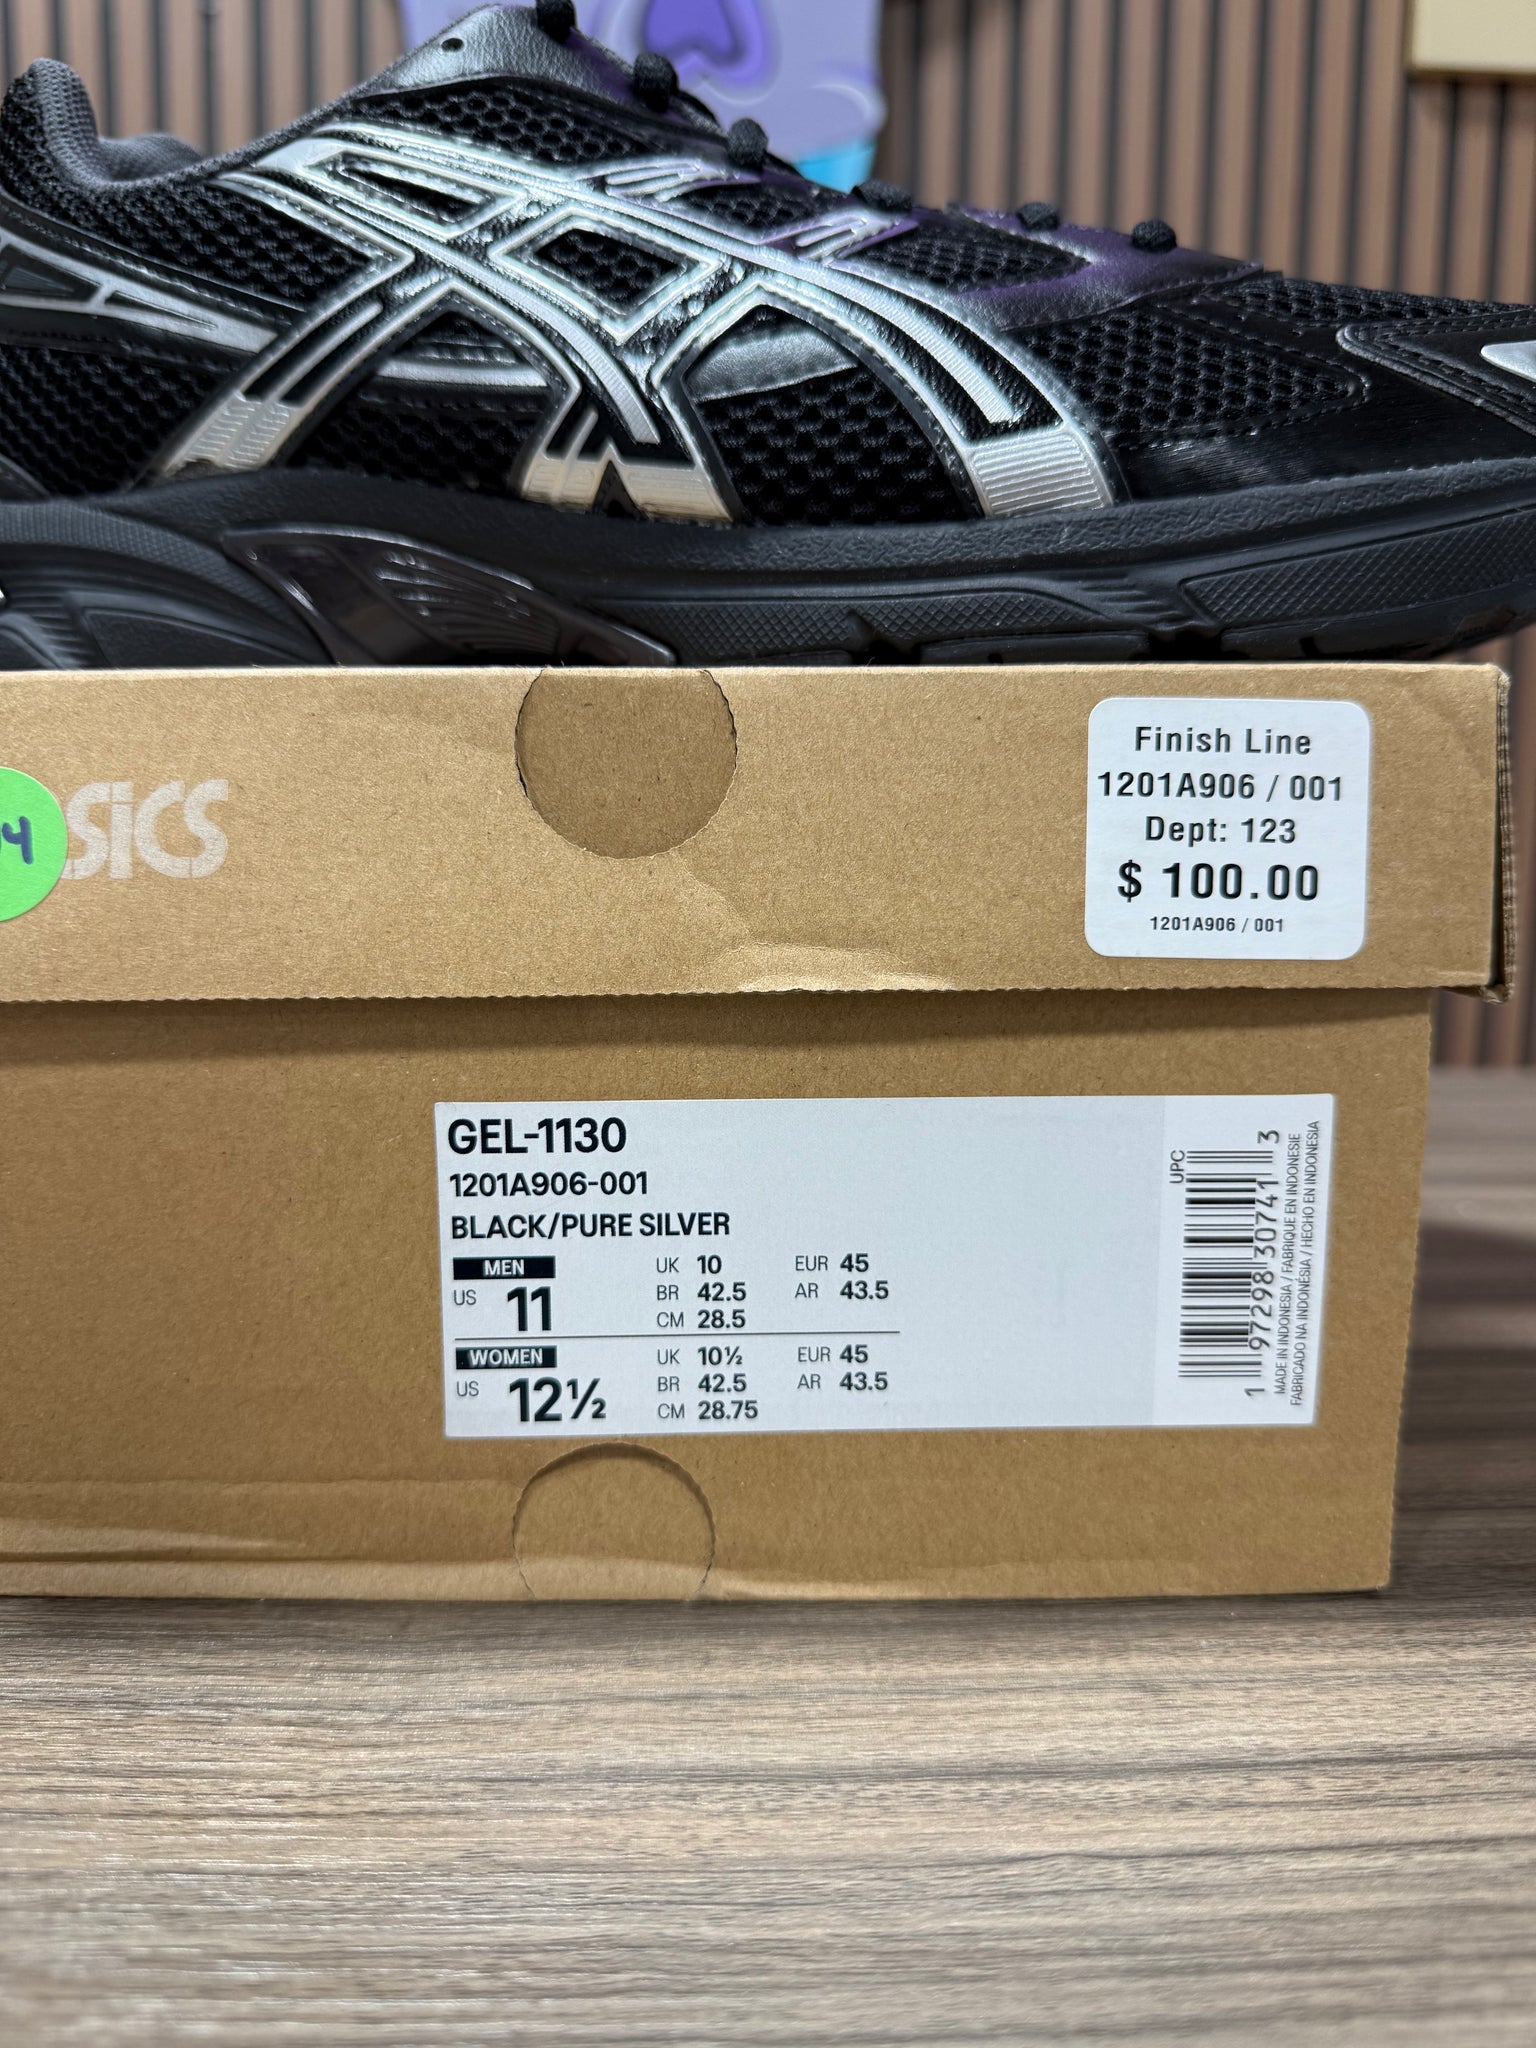 4
SICS
Finish Line
1201A906 / 001
Dept: 123
$ 100.00
1201A906 / 001
GEL-1130
1201A906-001
BLACK/PURE SILVER
MEN
US 11
UK 10 EUR 45
BR 42.5 AR 43.5
CM 28.5
WOMEN
US 12½
UK 10½ EUR 45
BR 42.5 AR 43.5
CM 28.75
UPC
1 97298 30741 3
MADE IN INDONESIA / FABRIQUE EN INDONESIE
FABRICADO NA INDONÉSIA / HECHO EN INDONESIA